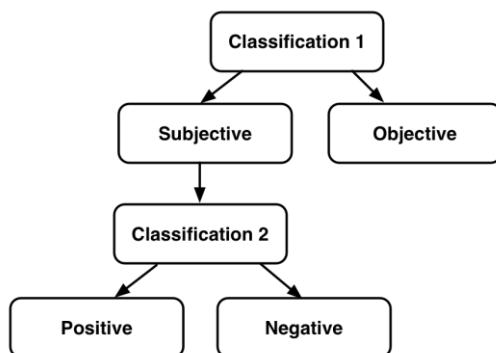 Classification 1
Subjective
Objective
Classification 2
Positive
Negative